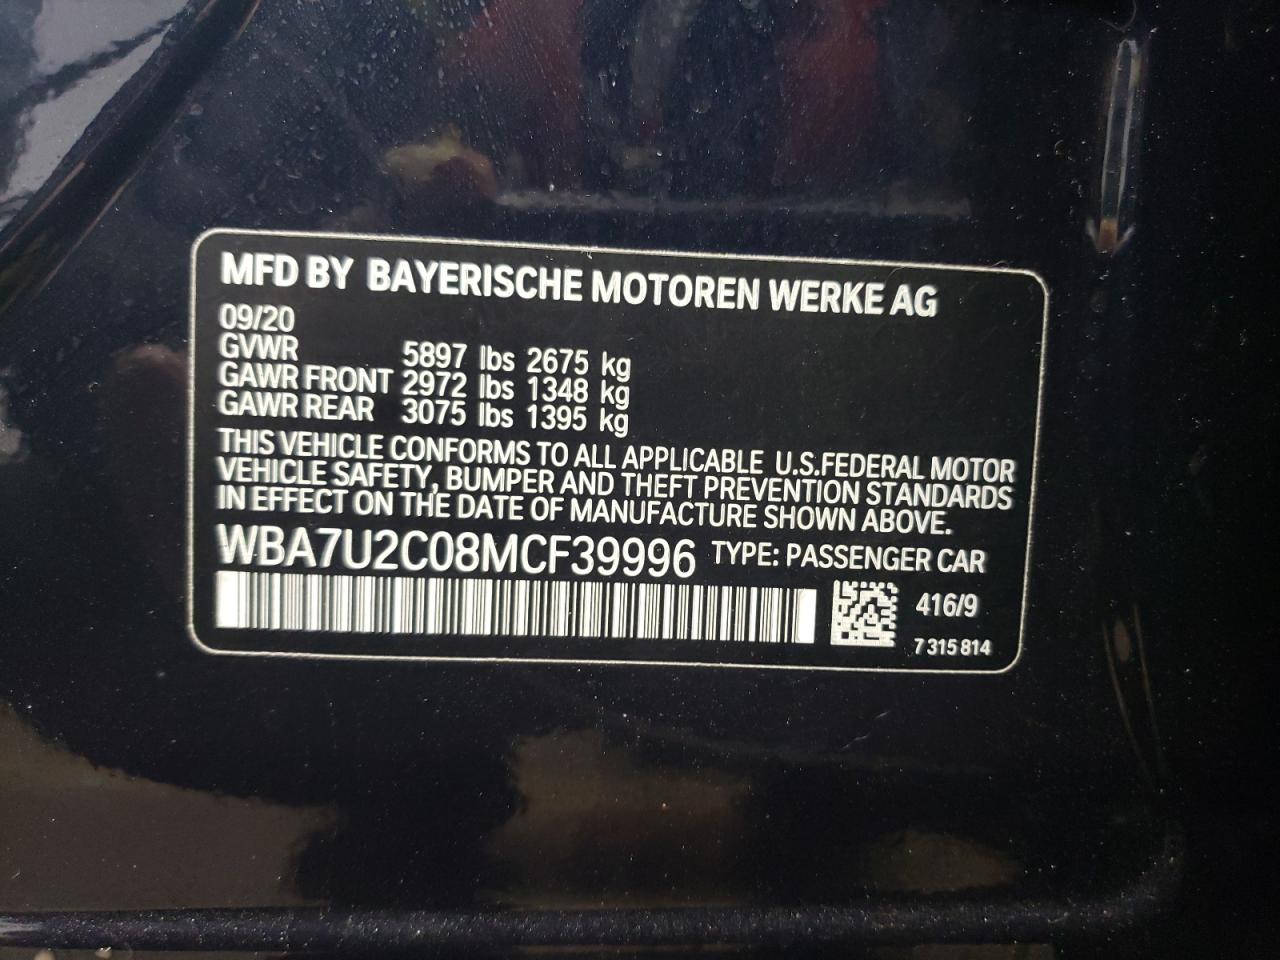 MFD BY BAYERISCHE MOTOREN WERKE AG
09/20
GVWR 5897 lbs 2675 kg
GAWR FRONT 2972 lbs 1348 kg
GAWR REAR 3075 lbs 1395 kg
THIS VEHICLE CONFORMS TO ALL APPLICABLE U.S.FEDERAL MOTOR
VEHICLE SAFETY, BUMPER AND THEFT PREVENTION STANDARDS
IN EFFECT ON THE DATE OF MANUFACTURE SHOWN ABOVE.
WBA7U2C08MCF39996 TYPE: PASSENGER CAR
416/9
7 315 814